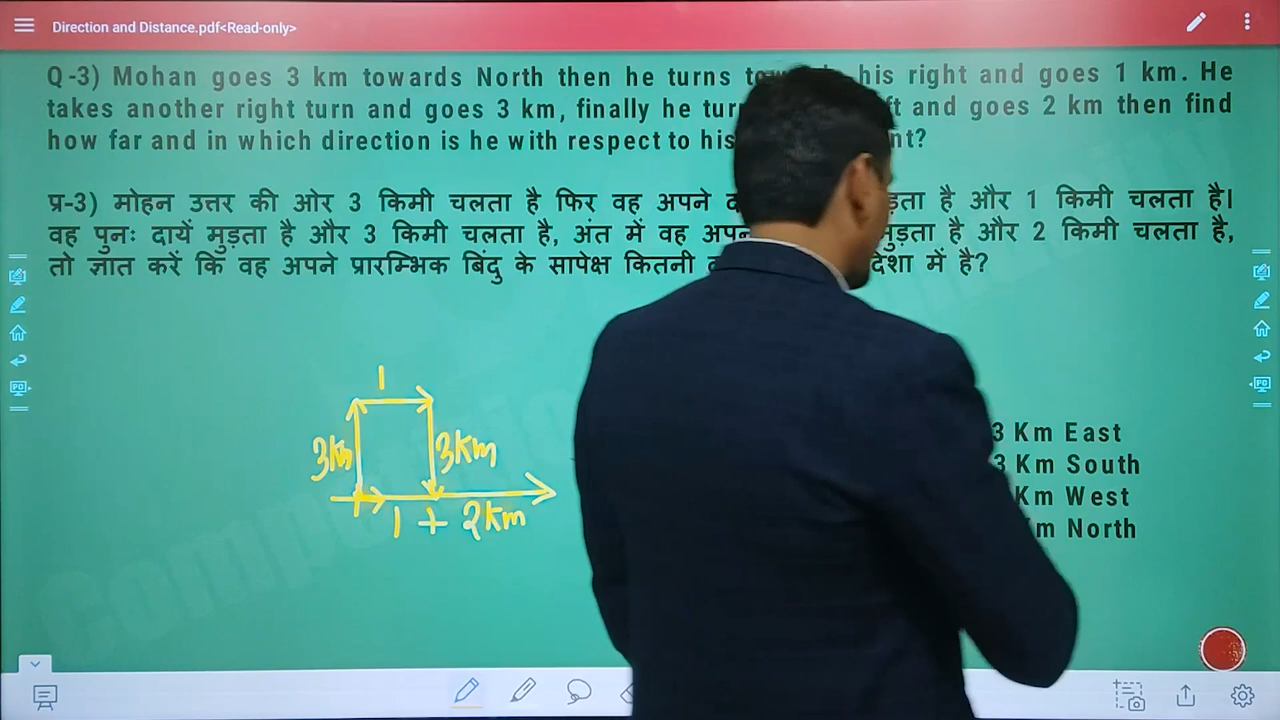 Direction and Distance.pdf<Read-only>
Q-3) Mohan goes 3 km towards North then he turns his right and goes 1 km. He
takes another right turn and goes 3 km, finally he and goes 2 km then find
how far and in which direction is he with respect to his
प्र-3) मोहन उत्तर की ओर 3 किमी चलता है फिर वह अपने है और 1 किमी चलता है।
वह पुनः दायें मुड़ता है और 3 किमी चलता है, अंत में वह मुड़ता है और 2 किमी चलता है,
तो ज्ञात करें कि वह अपने प्रारम्भिक बिंदु के सापेक्ष कितनी में है?
1
3Km 3Km
1 + 2Km
3 Km East
3 Km South
Km West
North